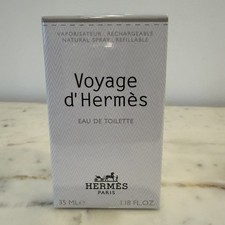 VAPORISATEUR . RECHARGEABLE
NATURAL SPRAY . REFILLABLE
Voyage
d'Hermès
EAU DE TOILETTE
HERMÈS
PARIS
35 ML℮
1.18 FL.OZ.